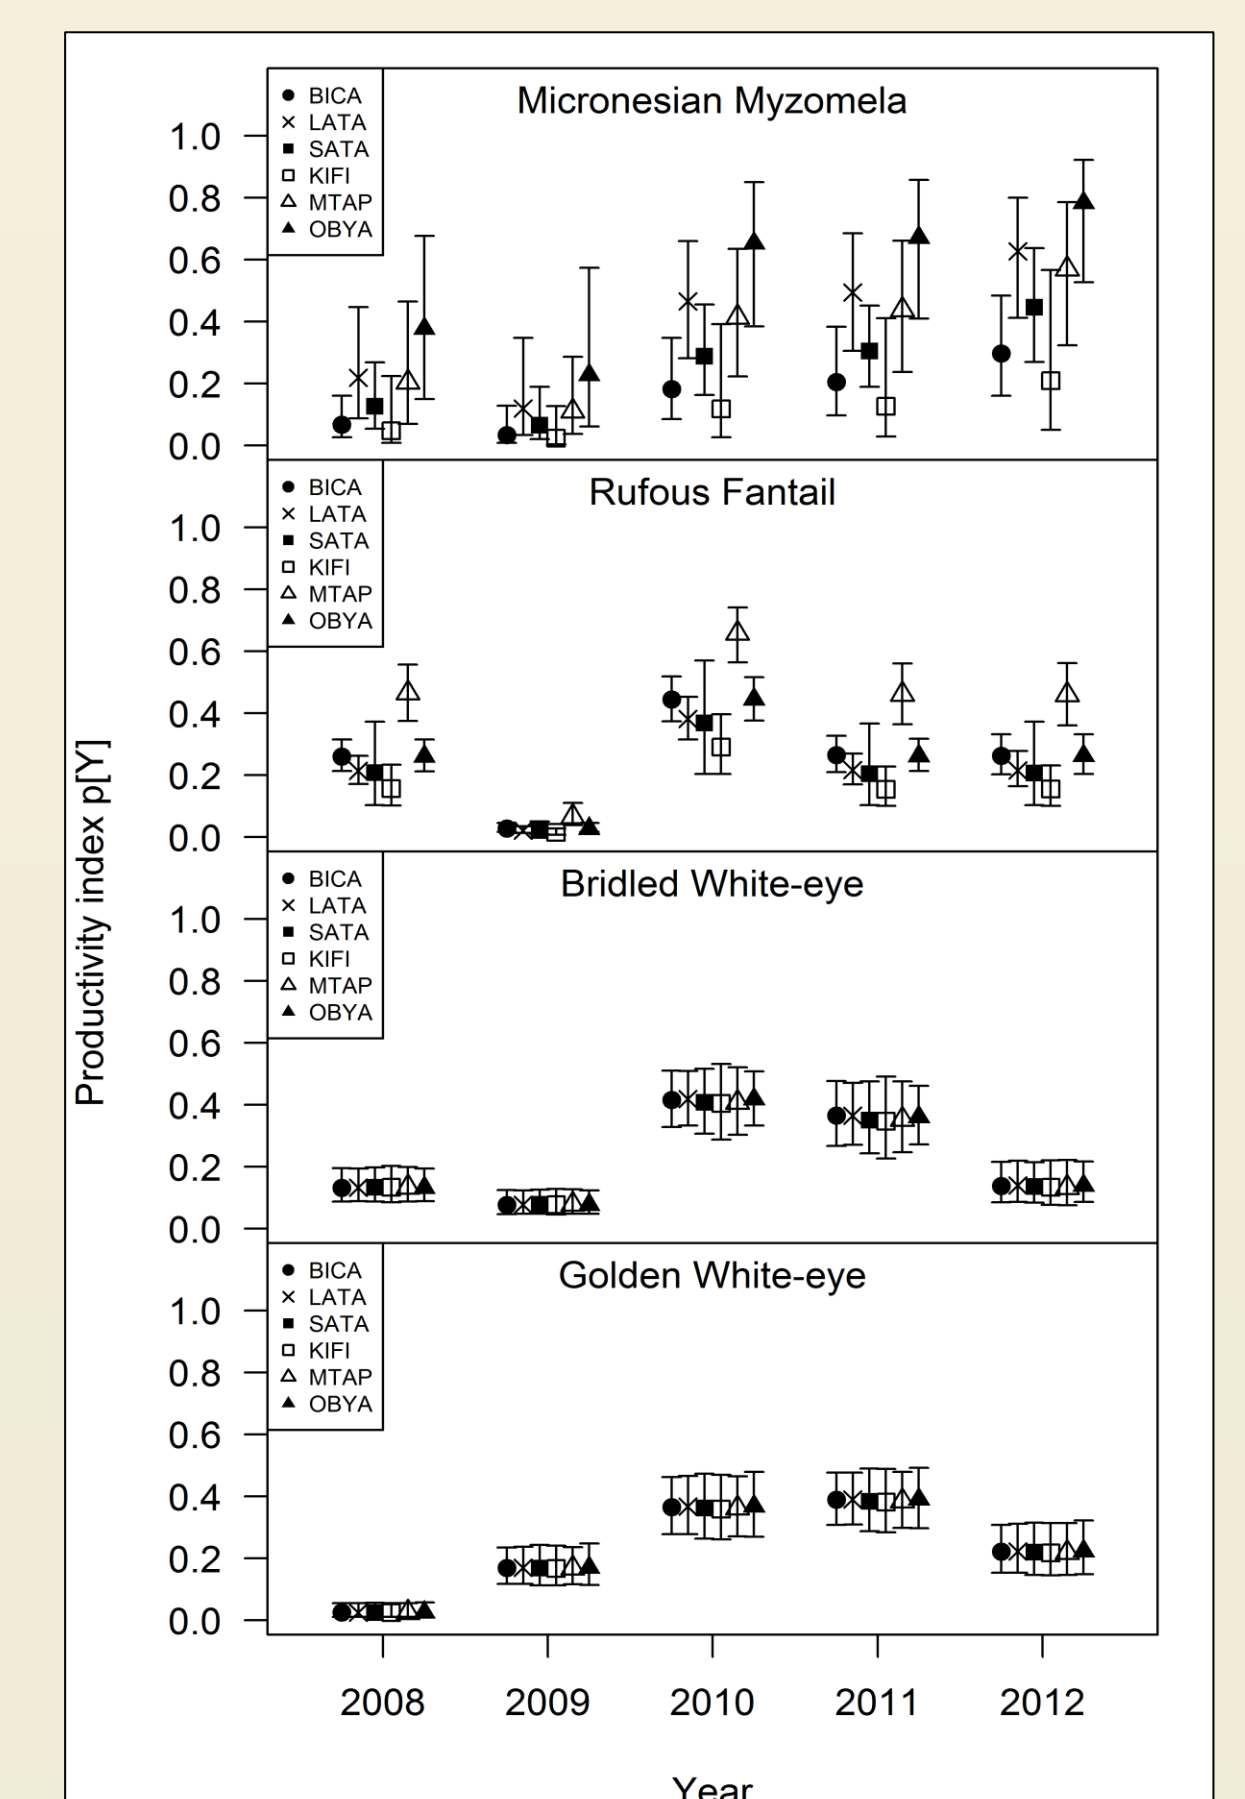 Micronesian Myzomela
BICA
LATA
SATA
KIFI
MTAP
OBYA
1.0
0.8
0.6
0.4
0.2
0.0
Rufous Fantail
BICA
LATA
SATA
KIFI
MTAP
OBYA
1.0
0.8
0.6
0.4
0.2
0.0
Bridled White-eye
BICA
LATA
SATA
KIFI
MTAP
OBYA
1.0
0.8
0.6
0.4
0.2
0.0
Golden White-eye
BICA
LATA
SATA
KIFI
MTAP
OBYA
1.0
0.8
0.6
0.4
0.2
0.0
Productivity index p[Y]
2008 2009 2010 2011 2012
Year